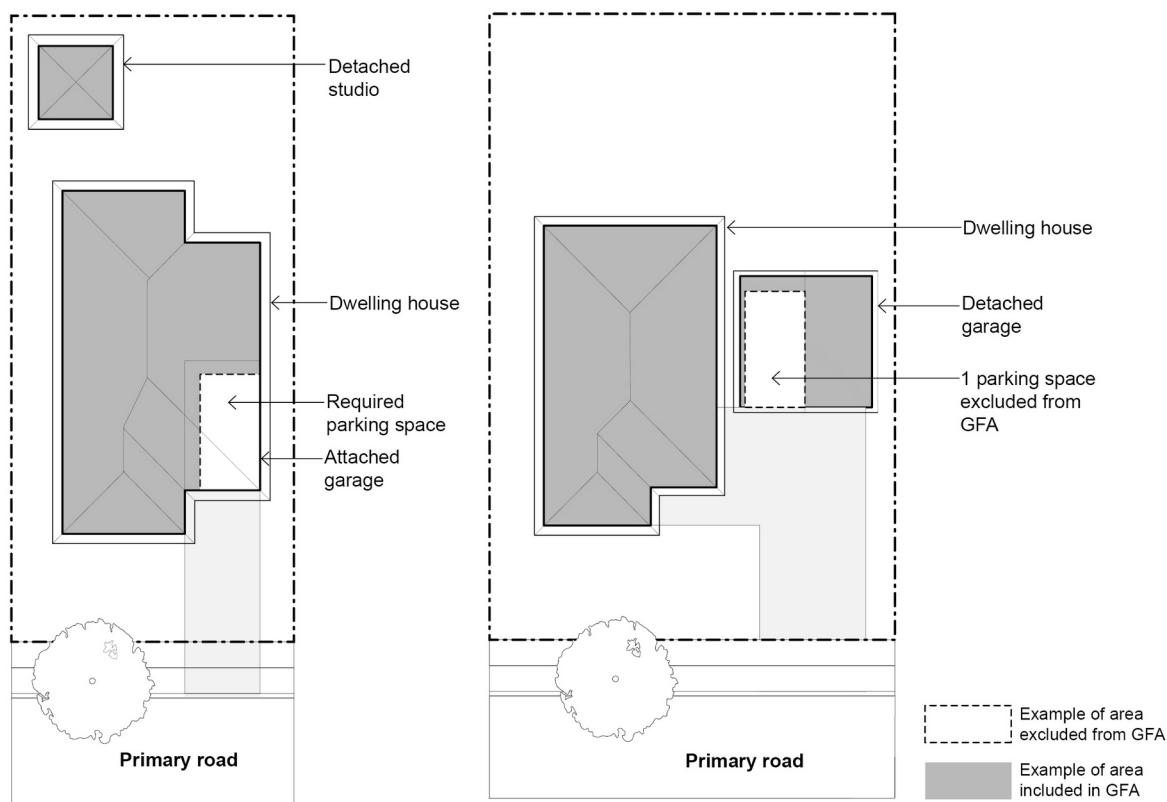 Detached
studio
Dwelling house
Required
parking space
Attached
garage
Primary road
Dwelling house
Detached
garage
1 parking space
excluded from
GFA
Primary road
Example of area
excluded from GFA
Example of area
included in GFA